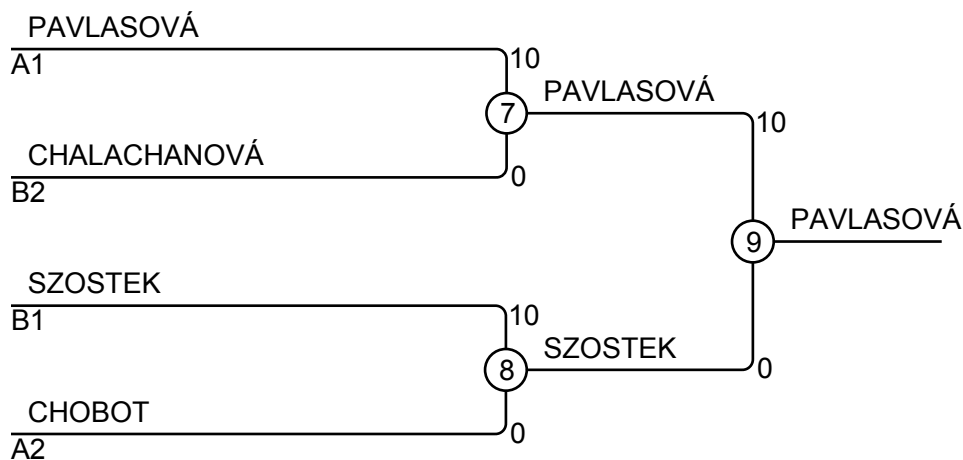 PAVLASOVÁ
A1
10
7
PAVLASOVÁ
10
CHALACHANOVÁ
B2
0
9
PAVLASOVÁ
SZOSTEK
B1
10
8
SZOSTEK
0
CHOBOT
A2
0